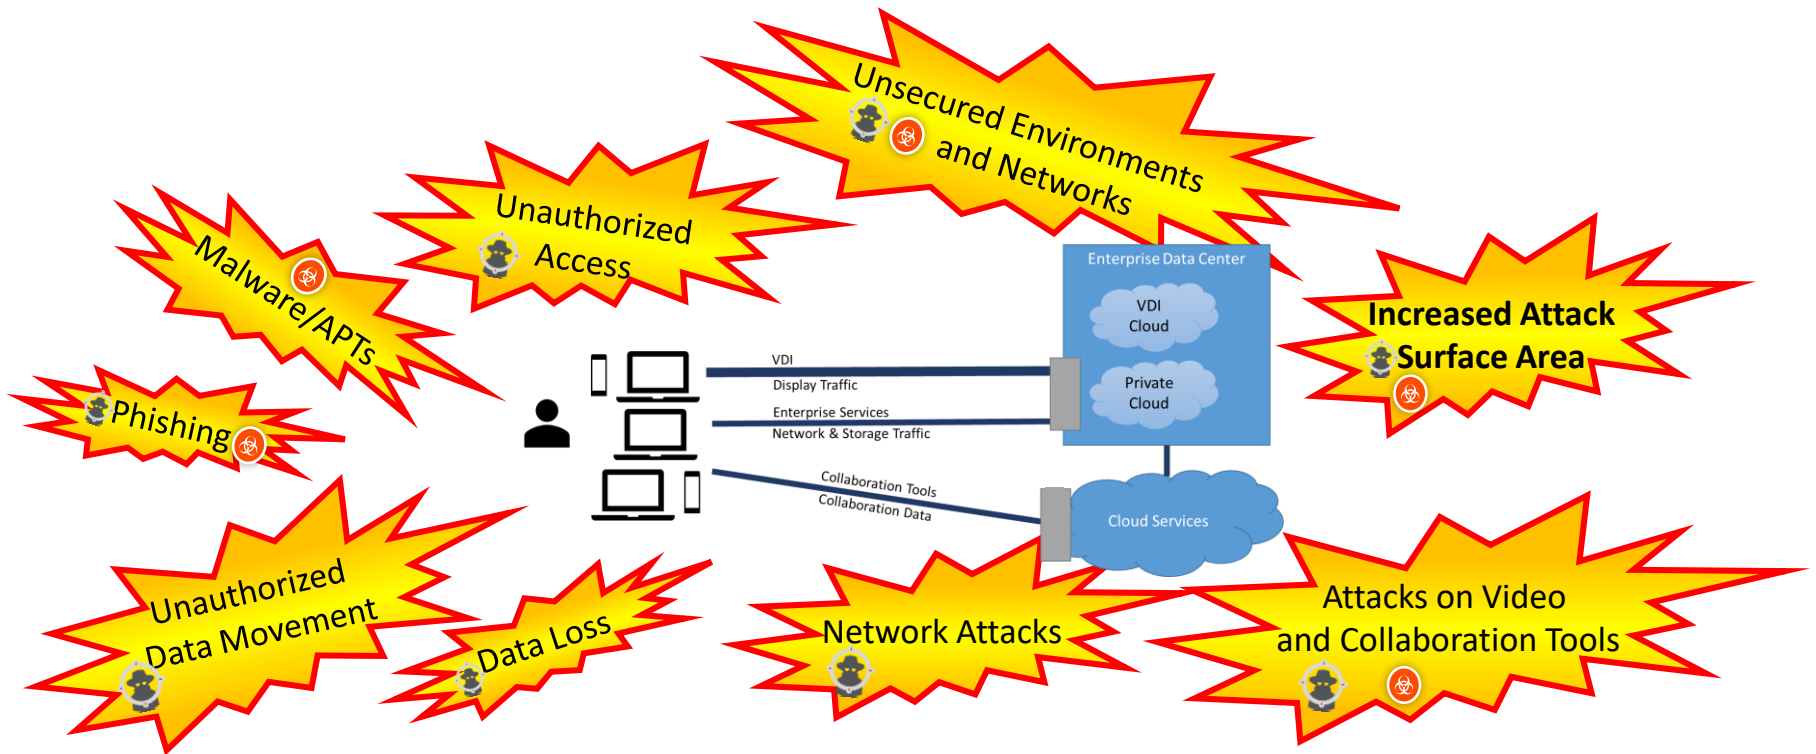 Unsecured Environments
and Networks
Unauthorized
Access
Malware/APTs
Phishing
Enterprise Data Center
VDI
Cloud
Private
Cloud
Increased Attack
Surface Area
VDI
Display Traffic
Enterprise Services
Network & Storage Traffic
Collaboration Tools
Collaboration Data
Cloud Services
Unauthorized
Data Movement
Data Loss
Network Attacks
Attacks on Video
and Collaboration Tools